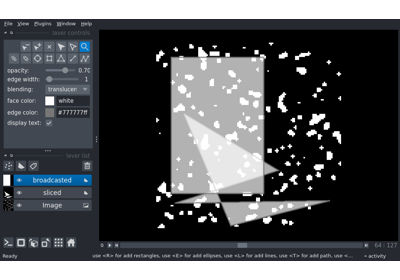 File View Plugins Window Help
layer controls
opacity: 0.70
edge width: 1
blending: translucen
face color: white
edge color: #777777ff
display text:
layer list
broadcasted
sliced
Image
64 127
Ready use <R> for add rectangles, use <E> for add ellipses, use <L> for add lines, use <T> for add path, use <... activity